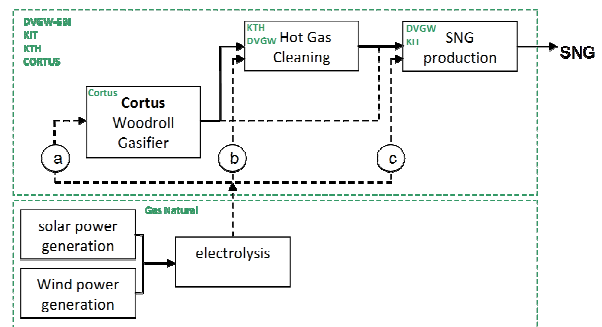 DVGW-EBI
KIT
KTH
CORTUS
KTH
DVGW
Hot Gas
Cleaning
DVGW
KIT
SNG
production
SNG
Cortus
Cortus
Woodroll
Gasifier
a
b
c
Gas Natural
solar power
generation
electrolysis
Wind power
generation